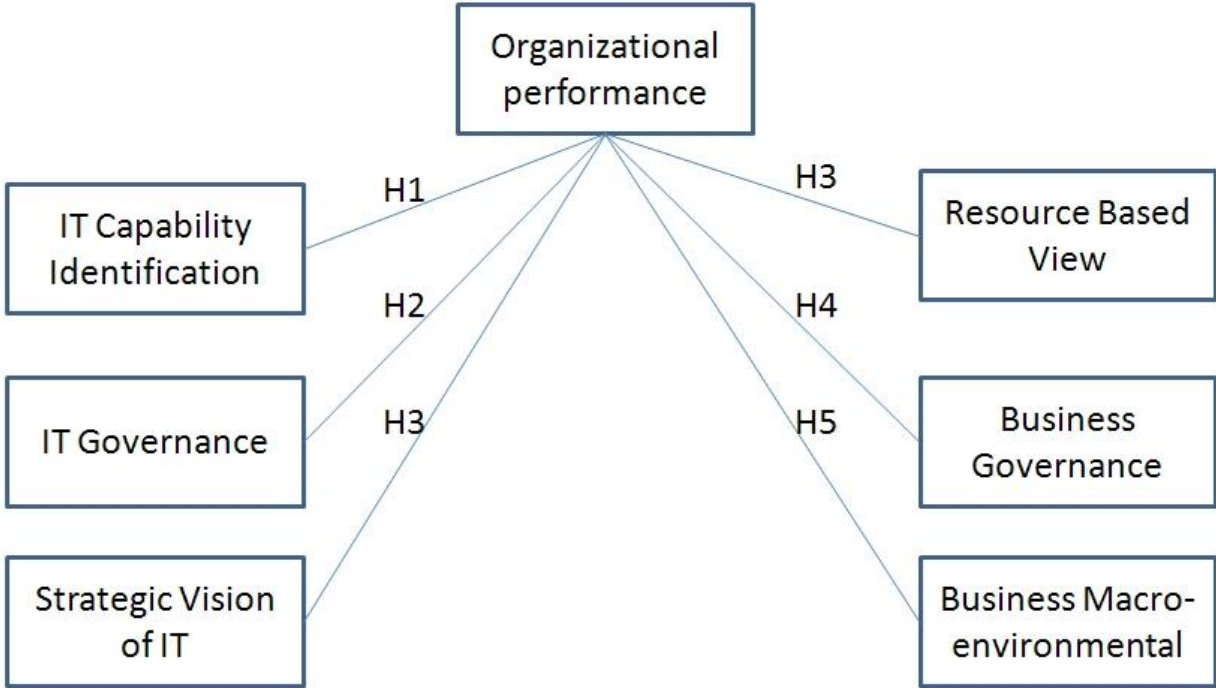 Organizational
performance
H1
H3
IT Capability
Identification
Resource Based
View
H2
H4
IT Governance
H3
H5
Business
Governance
Strategic Vision
of IT
Business Macro-
environmental